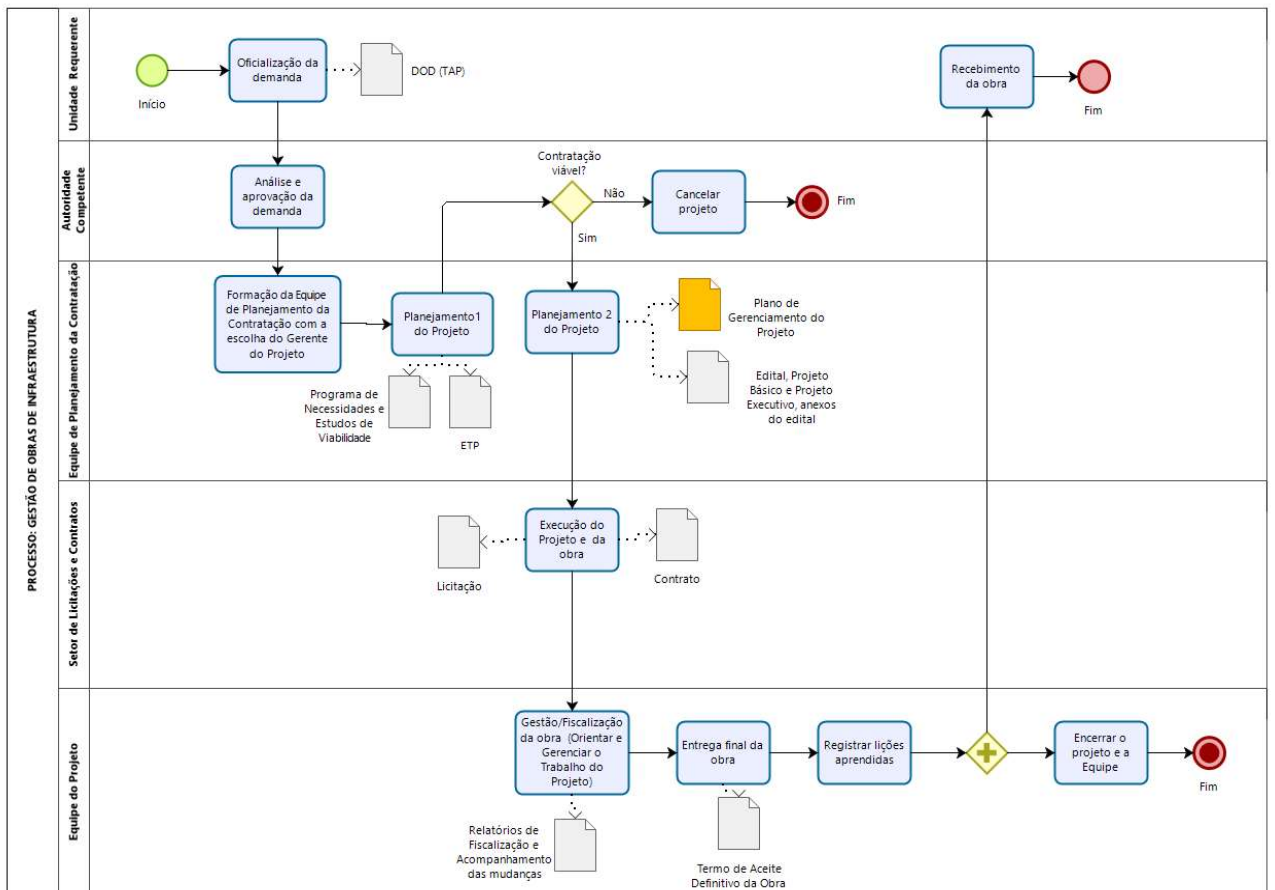 PROCESSO: GESTÃO DE OBRAS DE INFRAESTRUTURA
Unidade Requerente
Início
Oficialização da
demanda
DOD (TAP)
Recebimento
da obra
Fim
Autoridade
Competente
Análise e
aprovação da
demanda
Contratação
viável?
Não
Sim
Cancelar
projeto
Fim
Equipe de Planejamento da Contratação
Formação da Equipe
de Planejamento da
Contratação com a
escolha do Gerente
do Projeto
Planejamento1
do Projeto
Programa de
Necessidades e
Estudos de
Viabilidade
ETP
Planejamento 2
do Projeto
Plano de
Gerenciamento do
Projeto
Edital, Projeto
Básico e Projeto
Executivo, anexos
do edital
Setor de Licitações e Contratos
Execução do
Projeto e da
obra
Licitação
Contrato
Equipe do Projeto
Gestão/Fiscalização
da obra (Orientar e
Gerenciar o
Trabalho do
Projeto)
Relatórios de
Fiscalização e
Acompanhamento
das mudanças
Entrega final da
obra
Termo de Aceite
Definitivo da Obra
Registrar lições
aprendidas
Encerrar o
projeto e a
Equipe
Fim